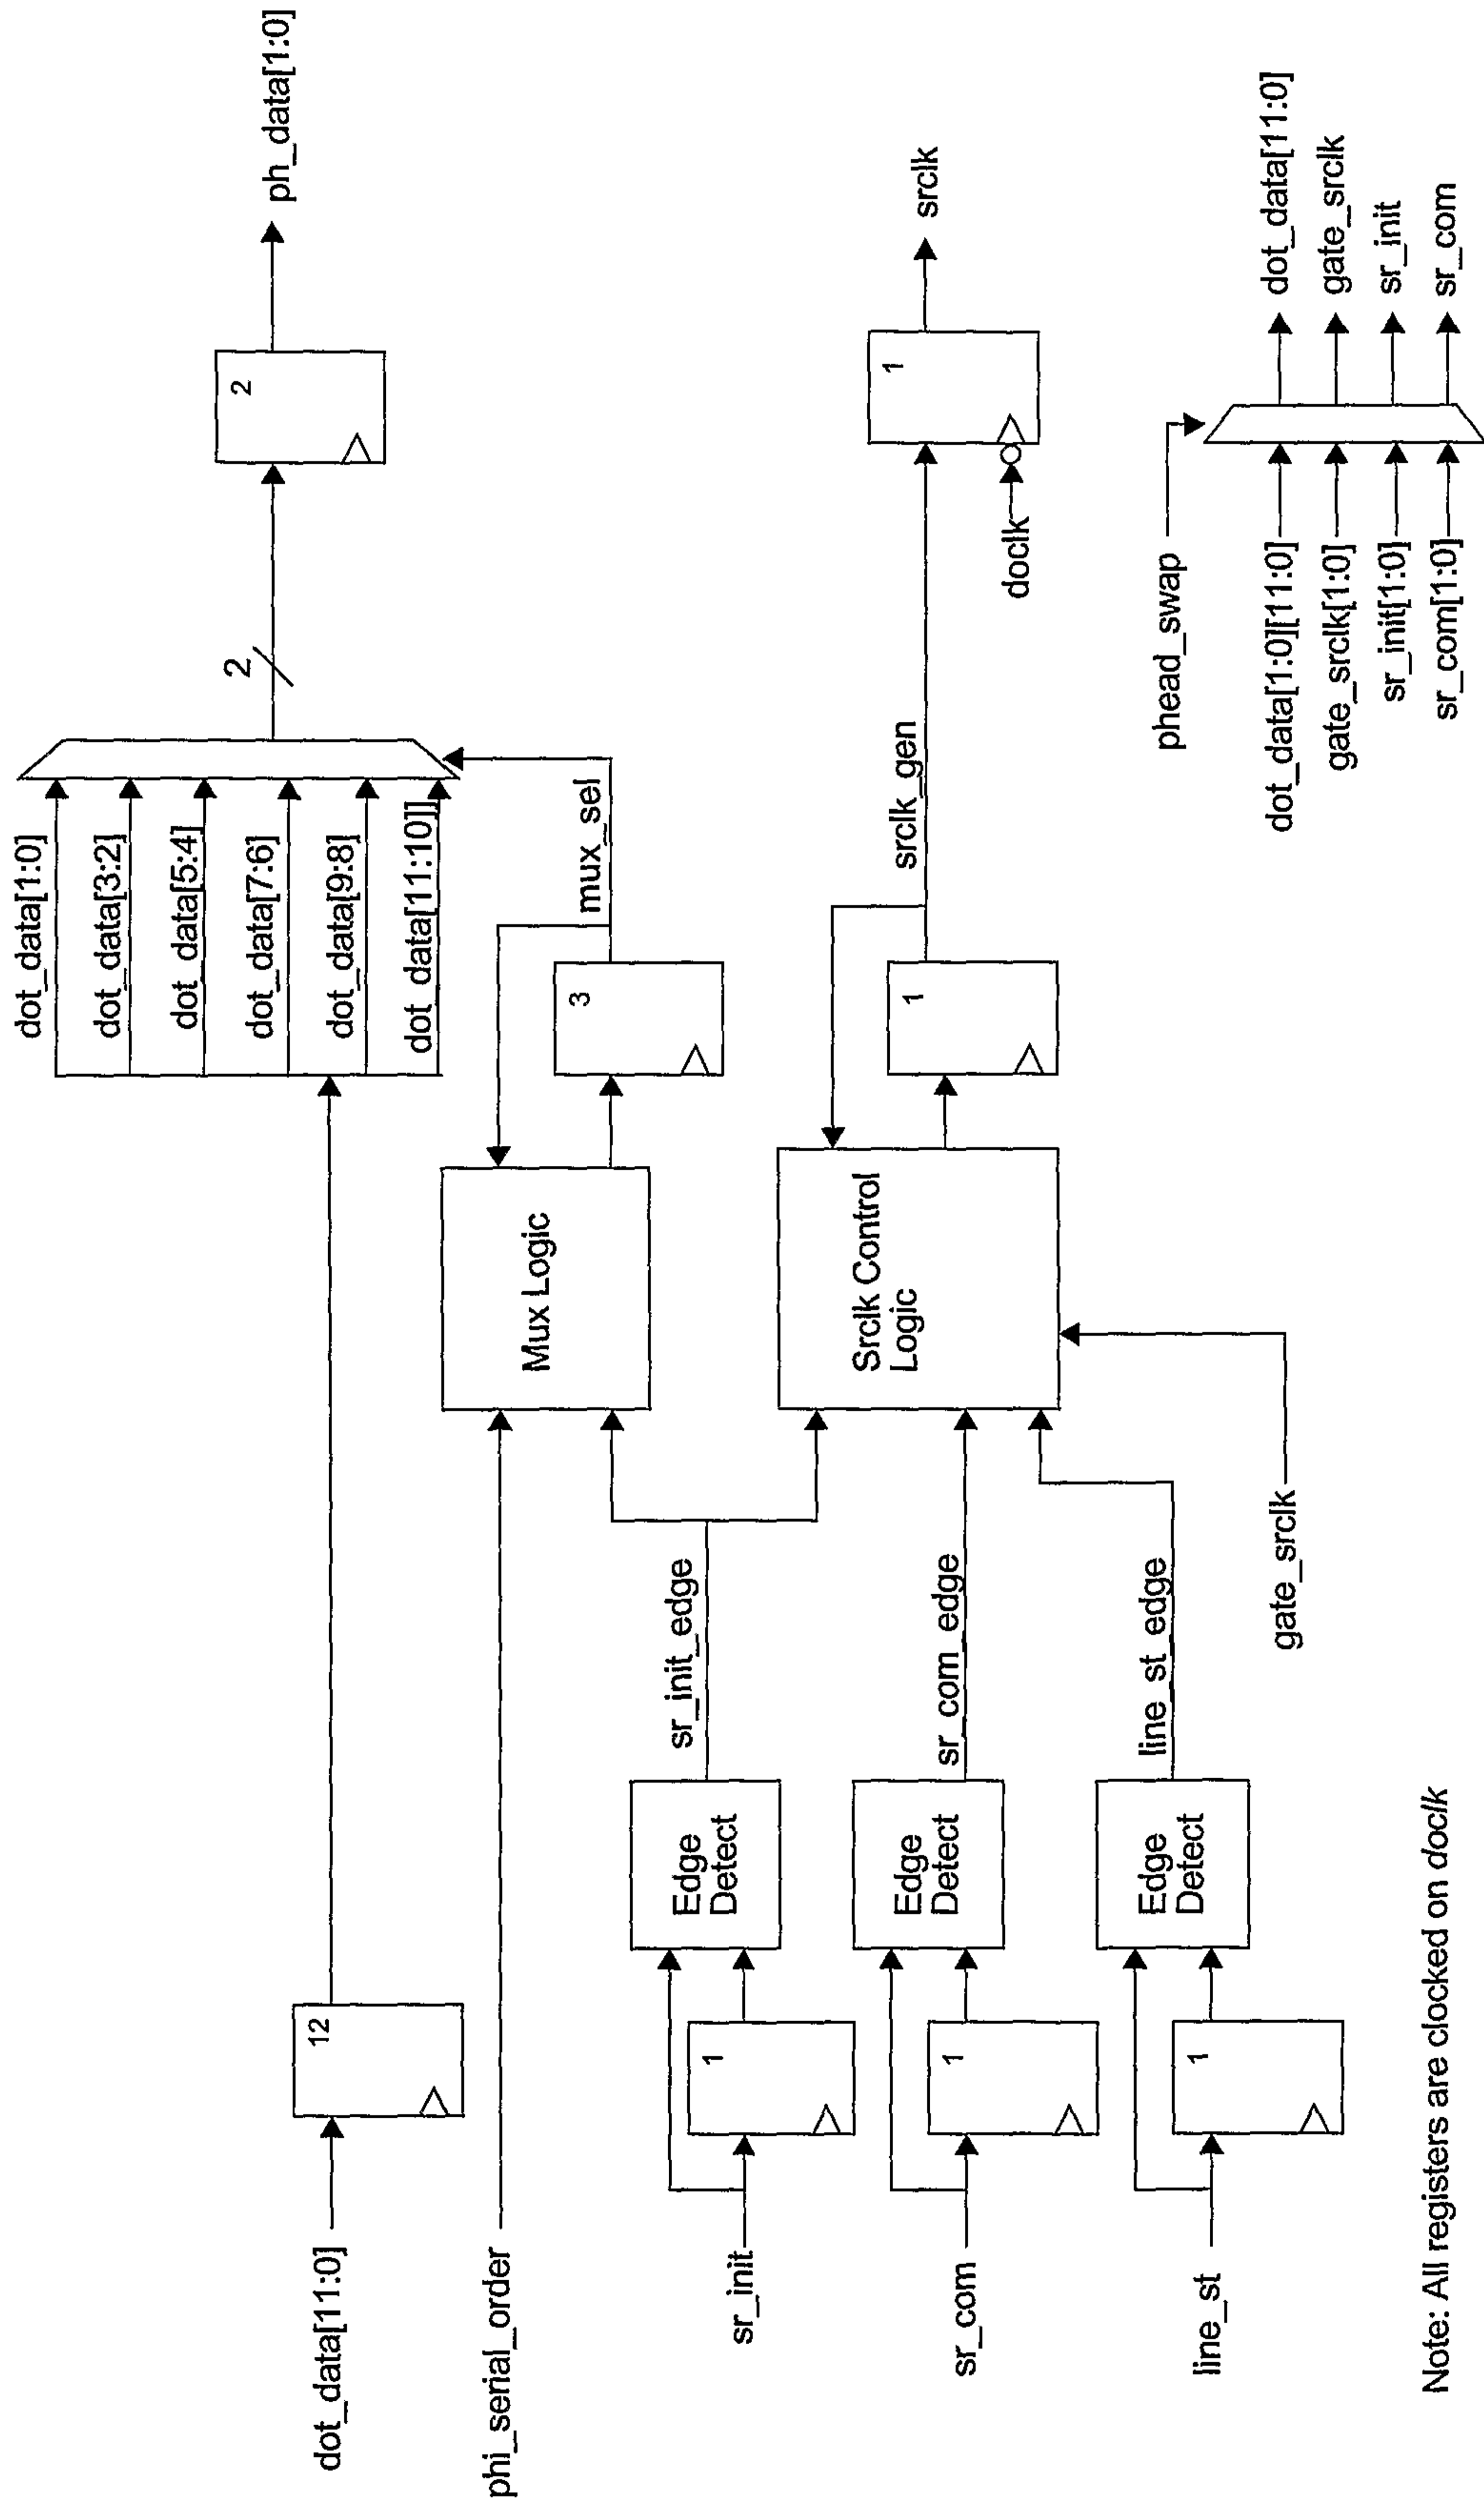 dot_data[11:0]
12
dot_data[1:0]
dot_data[3:2]
dot_data[5:4]
dot_data[7:6]
dot_data[9:8]
dot_data[11:10]]
2
2
ph_data[1:0]
phi_serial_order
Mux Logic
3
mux_sel
sr_init
1
Edge
Detect
sr_init_edge
sr_com
1
Edge
Detect
sr_com_edge
line_st
1
Edge
Detect
line_st_edge
gate_srclk
Srclk Control
Logic
1
srclk_gen
doclk
1
srclk
phead_swap
dot_data[1:0][11:0]
gate_srclk[1:0]
sr_init[1:0]
sr_com[1:0]
dot_data[11:0]
gate_srclk
sr_init
sr_com
Note: All registers are clocked on doclk